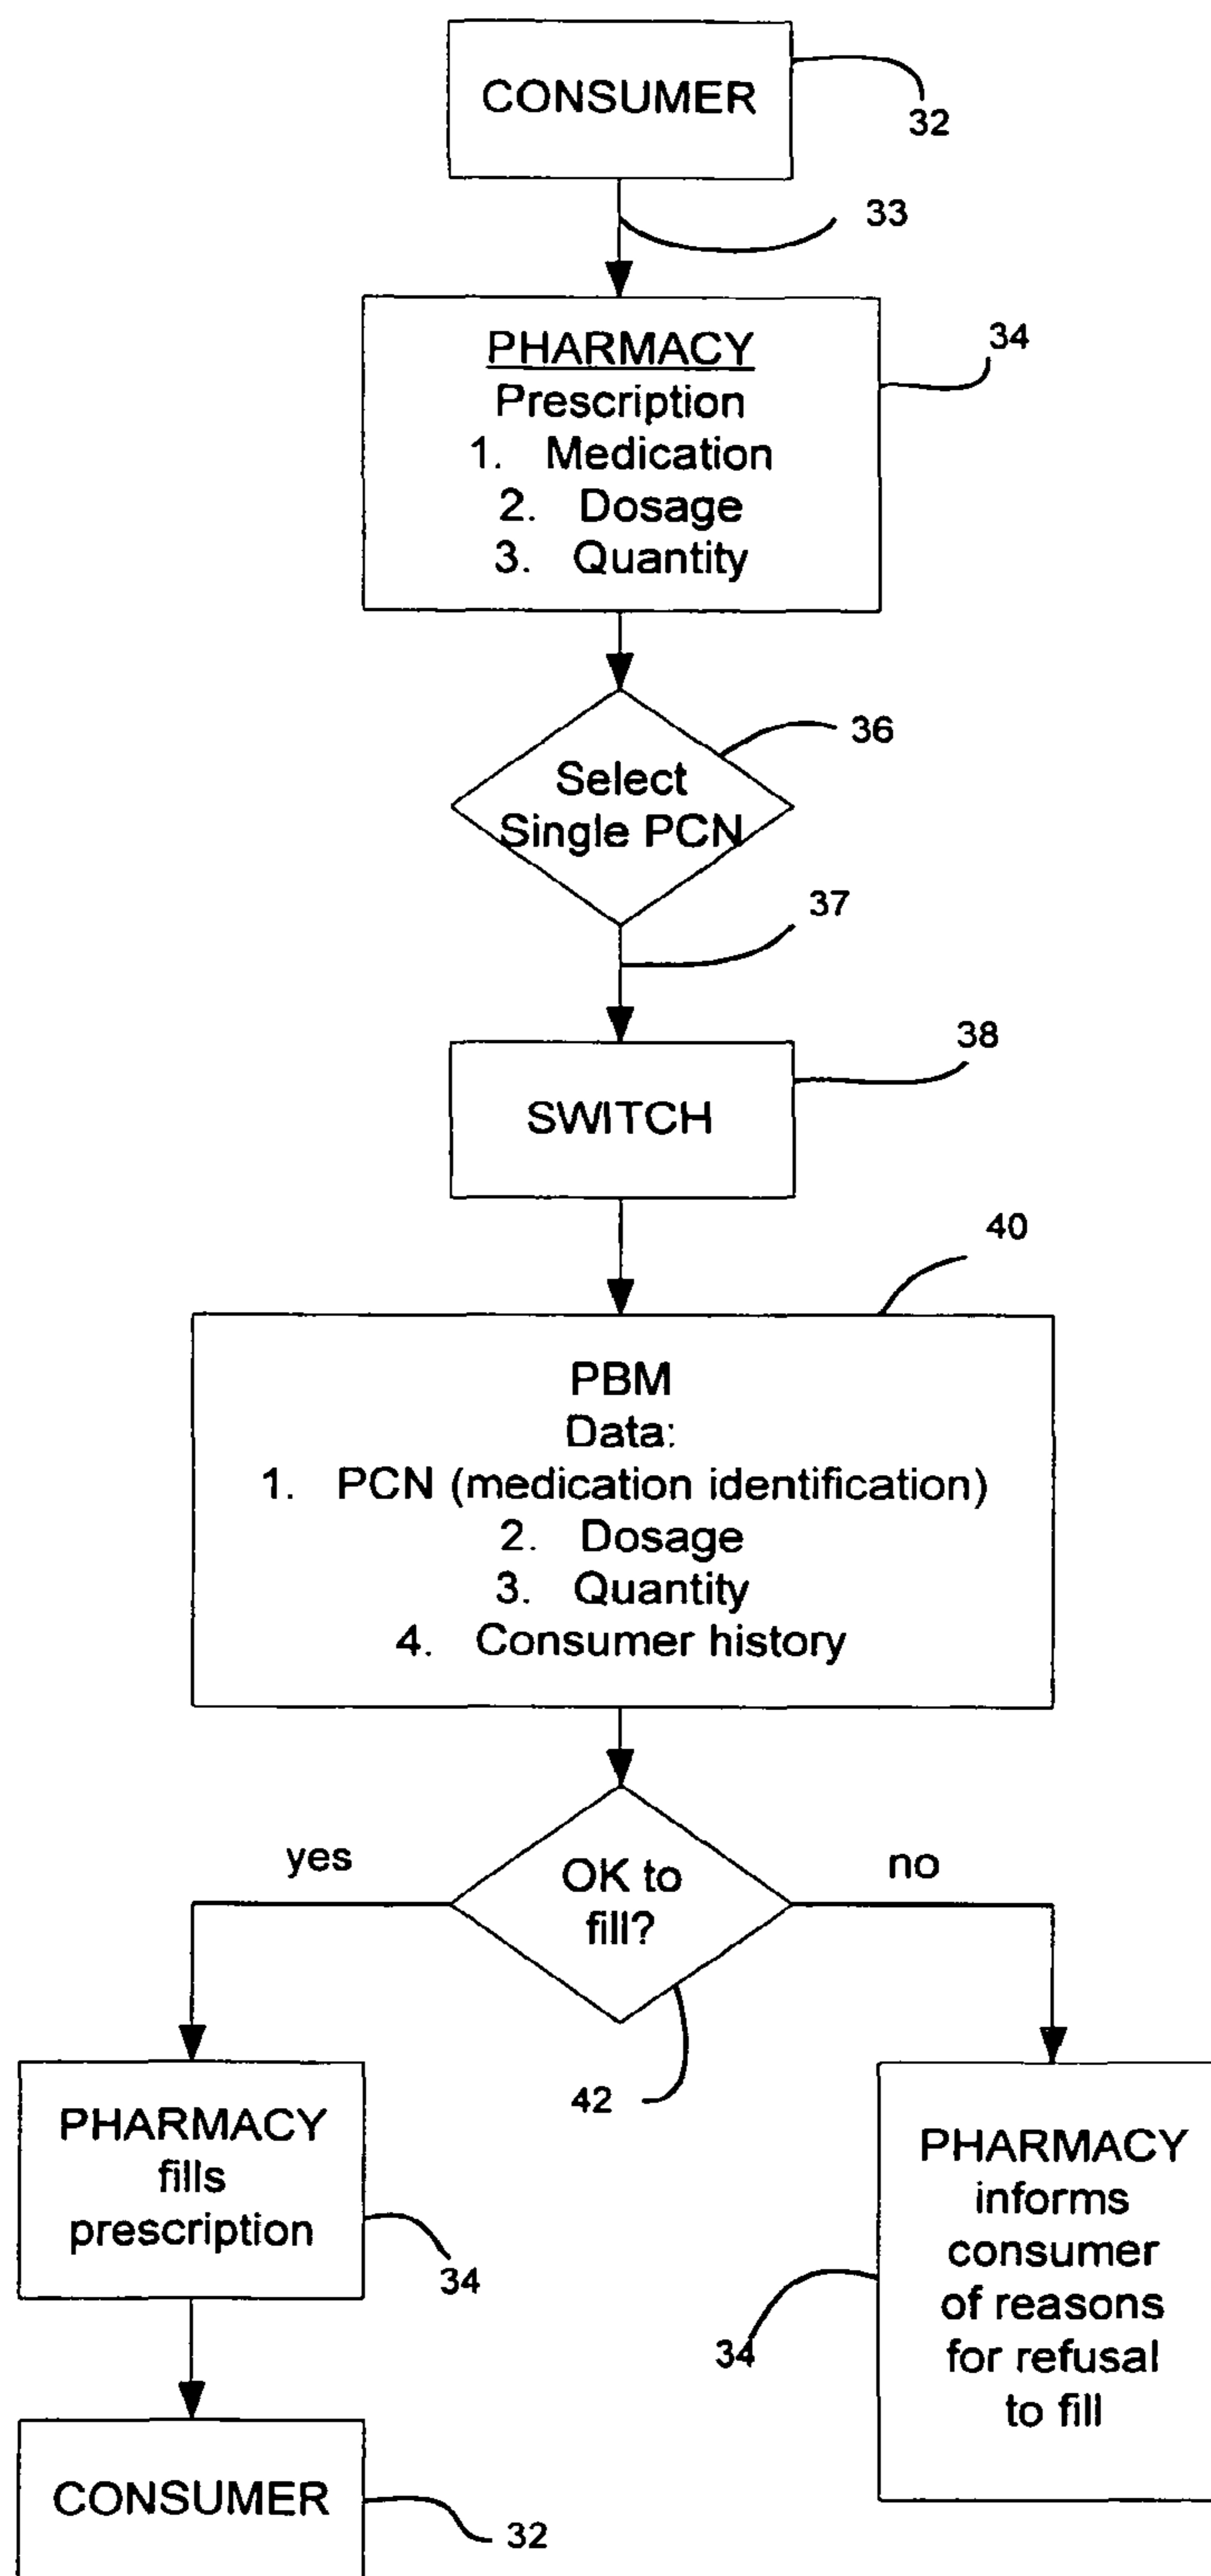 CONSUMER
32
33
PHARMACY
34
Prescription
1. Medication
2. Dosage
3. Quantity
36
Select
Single PCN
37
38
SWITCH
40
PBM
Data:
1. PCN (medication identification)
2. Dosage
3. Quantity
4. Consumer history
yes
no
OK to
fill?
42
PHARMACY
fills
prescription
34
PHARMACY
informs
consumer
of reasons
for refusal
to fill
34
CONSUMER
32